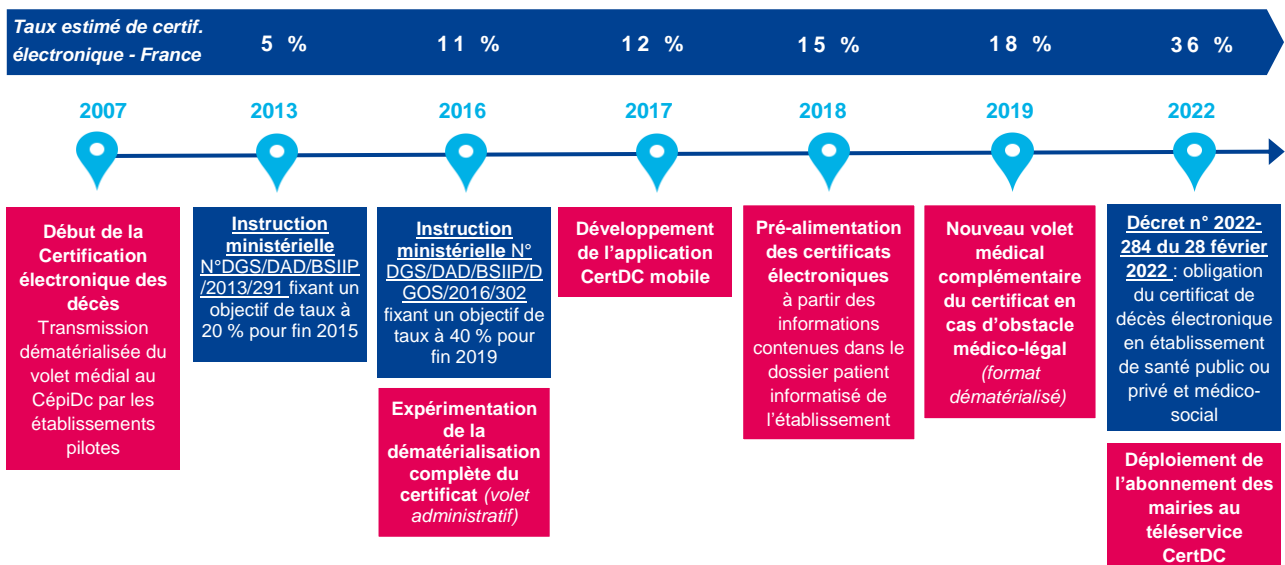 Taux estimé de certif.
électronique - France
5 %
11 %
12 %
15 %
18 %
36 %
2007
2013
2016
2017
2018
2019
2022
Début de la
Certification
électronique des
décès
Transmission
dématérialisée du
volet médial au
CépiDc par les
établissements
pilotes
Instruction
ministérielle
N°DGS/DAD/BSIIP
/2013/291 fixant un
objectif de taux à
20 % pour fin 2015
Instruction
ministérielle N°
DGS/DAD/BSIIP/D
GOS/2016/302
fixant un objectif de
taux à 40 % pour
fin 2019
Expérimentation
de la
dématérialisation
complète du
certificat (volet
administratif)
Développement
de l'application
CertDC mobile
Pré-alimentation
des certificats
électroniques
à partir des
informations
contenues dans le
dossier patient
informatisé de
l'établissement
Nouveau volet
médical
complémentaire
du certificat en
cas d'obstacle
médico-légal
(format
dématérialisé)
Décret n° 2022-
284 du 28 février
2022 : obligation
du certificat de
décès électronique
en établissement
de santé public ou
privé et médico-
social
Déploiement de
l'abonnement des
mairies au
téléservice
CertDC